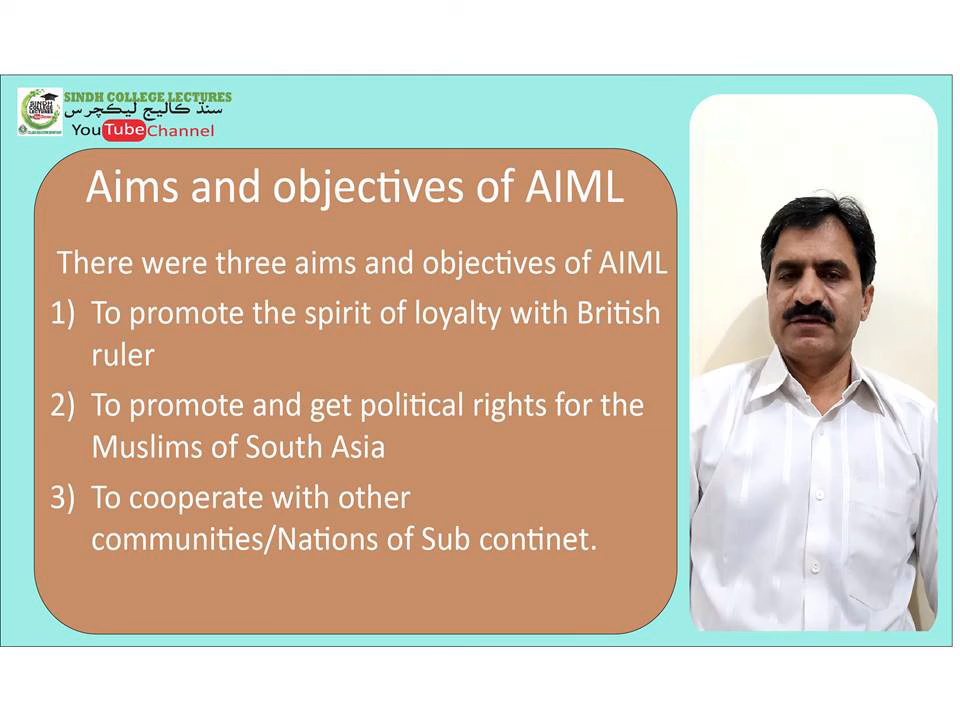 SINDH COLLEGE LECTURES
سنڌ ڪاليج ليڪچرس
YouTube Channel
Aims and objectives of AIML
There were three aims and objectives of AIML
1) To promote the spirit of loyalty with British
ruler
2) To promote and get political rights for the
Muslims of South Asia
3) To cooperate with other
communities/Nations of Sub continet.